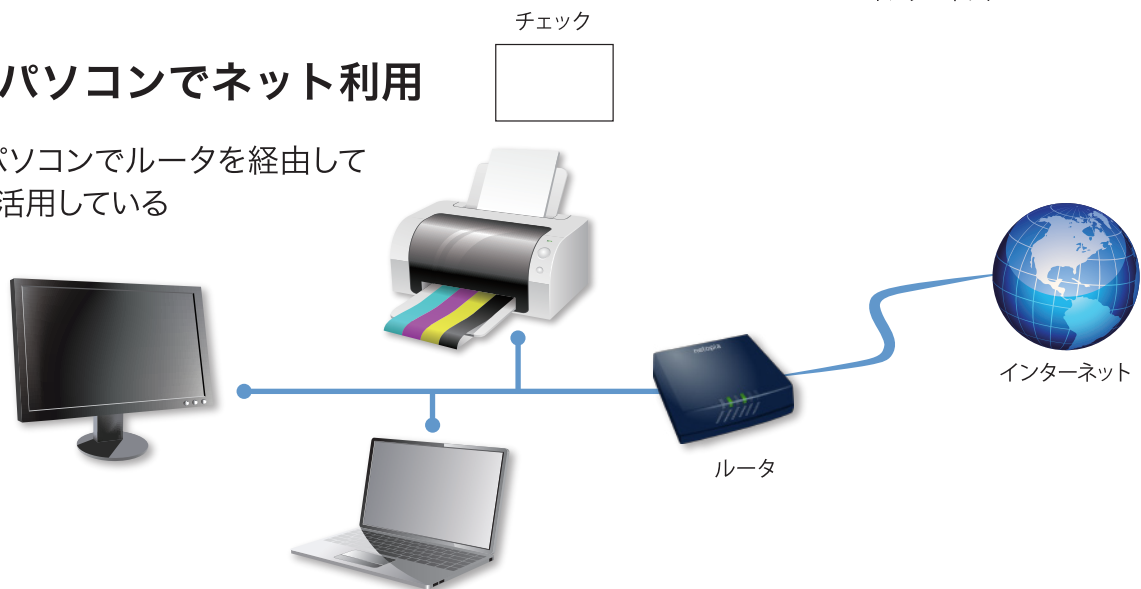 チェック
パソコンでネット利用
パソコンでルータを経由して
活用している
netopia
インターネット
ルータ